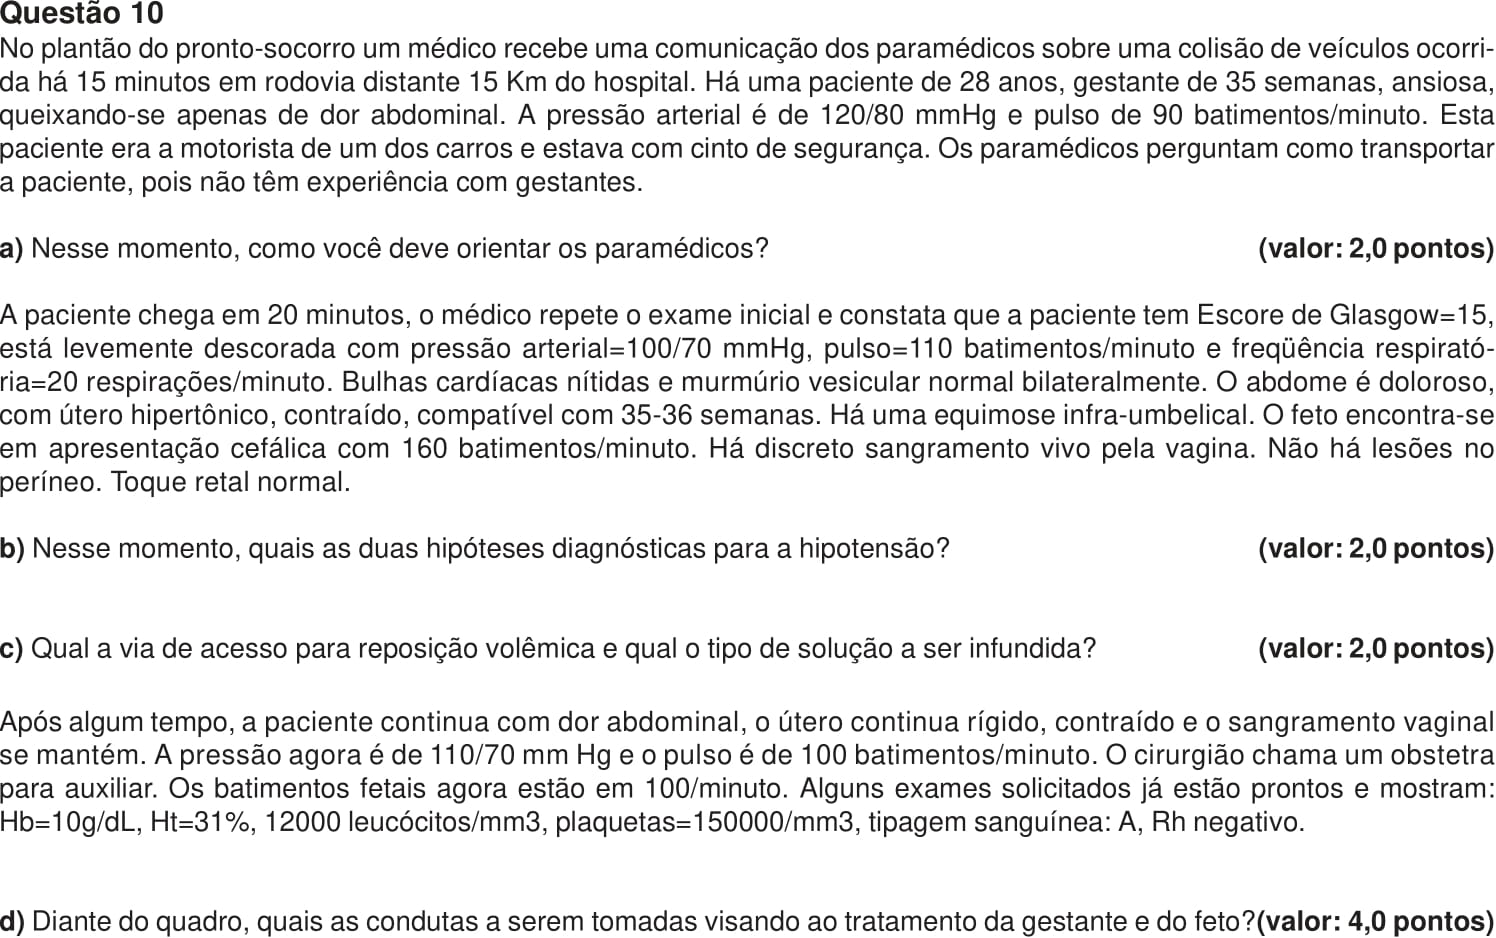 Questão 10
No plantão do pronto-socorro um médico recebe uma comunicação dos paramédicos sobre uma colisão de veículos ocorri-
da há 15 minutos em rodovia distante 15 Km do hospital. Há uma paciente de 28 anos, gestante de 35 semanas, ansiosa,
queixando-se apenas de dor abdominal. A pressão arterial é de 120/80 mmHg e pulso de 90 batimentos/minuto. Esta
paciente era a motorista de um dos carros e estava com cinto de segurança. Os paramédicos perguntam como transportar
a paciente, pois não têm experiência com gestantes.
a) Nesse momento, como você deve orientar os paramédicos? (valor: 2,0 pontos)
A paciente chega em 20 minutos, o médico repete o exame inicial e constata que a paciente tem Escore de Glasgow=15,
está levemente descorada com pressão arterial=100/70 mmHg, pulso=110 batimentos/minuto e freqüência respirató-
ria=20 respirações/minuto. Bulhas cardíacas nítidas e murmúrio vesicular normal bilateralmente. O abdome é doloroso,
com útero hipertônico, contraído, compatível com 35-36 semanas. Há uma equimose infra-umbelical. O feto encontra-se
em apresentação cefálica com 160 batimentos/minuto. Há discreto sangramento vivo pela vagina. Não há lesões no
períneo. Toque retal normal.
b) Nesse momento, quais as duas hipóteses diagnósticas para a hipotensão? (valor: 2,0 pontos)
c) Qual a via de acesso para reposição volêmica e qual o tipo de solução a ser infundida? (valor: 2,0 pontos)
Após algum tempo, a paciente continua com dor abdominal, o útero continua rígido, contraído e o sangramento vaginal
se mantém. A pressão agora é de 110/70 mm Hg e o pulso é de 100 batimentos/minuto. O cirurgião chama um obstetra
para auxiliar. Os batimentos fetais agora estão em 100/minuto. Alguns exames solicitados já estão prontos e mostram:
Hb=10g/dL, Ht=31%, 12000 leucócitos/mm3, plaquetas=150000/mm3, tipagem sanguínea: A, Rh negativo.
d) Diante do quadro, quais as condutas a serem tomadas visando ao tratamento da gestante e do feto?(valor: 4,0 pontos)